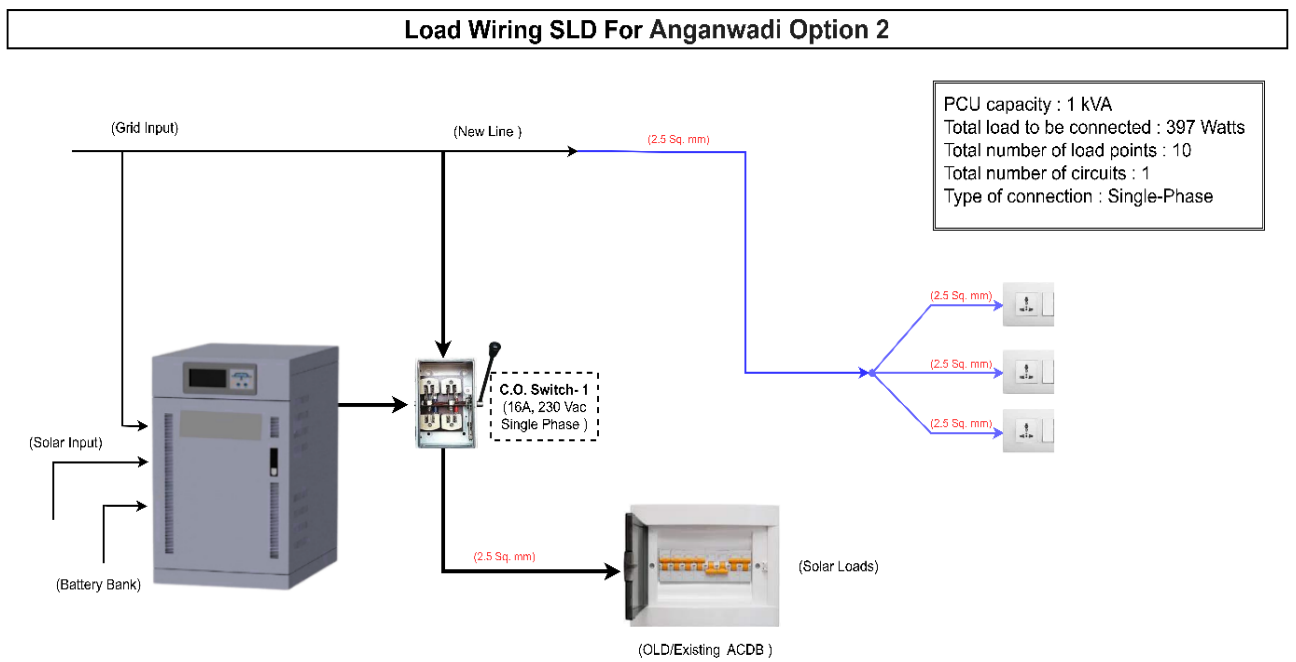 Load Wiring SLD For Anganwadi Option 2
PCU capacity : 1 kVA
Total load to be connected : 397 Watts
Total number of load points : 10
Total number of circuits : 1
Type of connection : Single-Phase
(Grid Input)
(New Line )
(2.5 Sq. mm)
(2.5 Sq. mm)
(2.5 Sq. mm)
(2.5 Sq. mm)
C.O. Switch- 1
(16A, 230 Vac
Single Phase )
(Solar Input)
(Battery Bank)
(2.5 Sq. mm)
(Solar Loads)
(OLD/Existing ACDB )